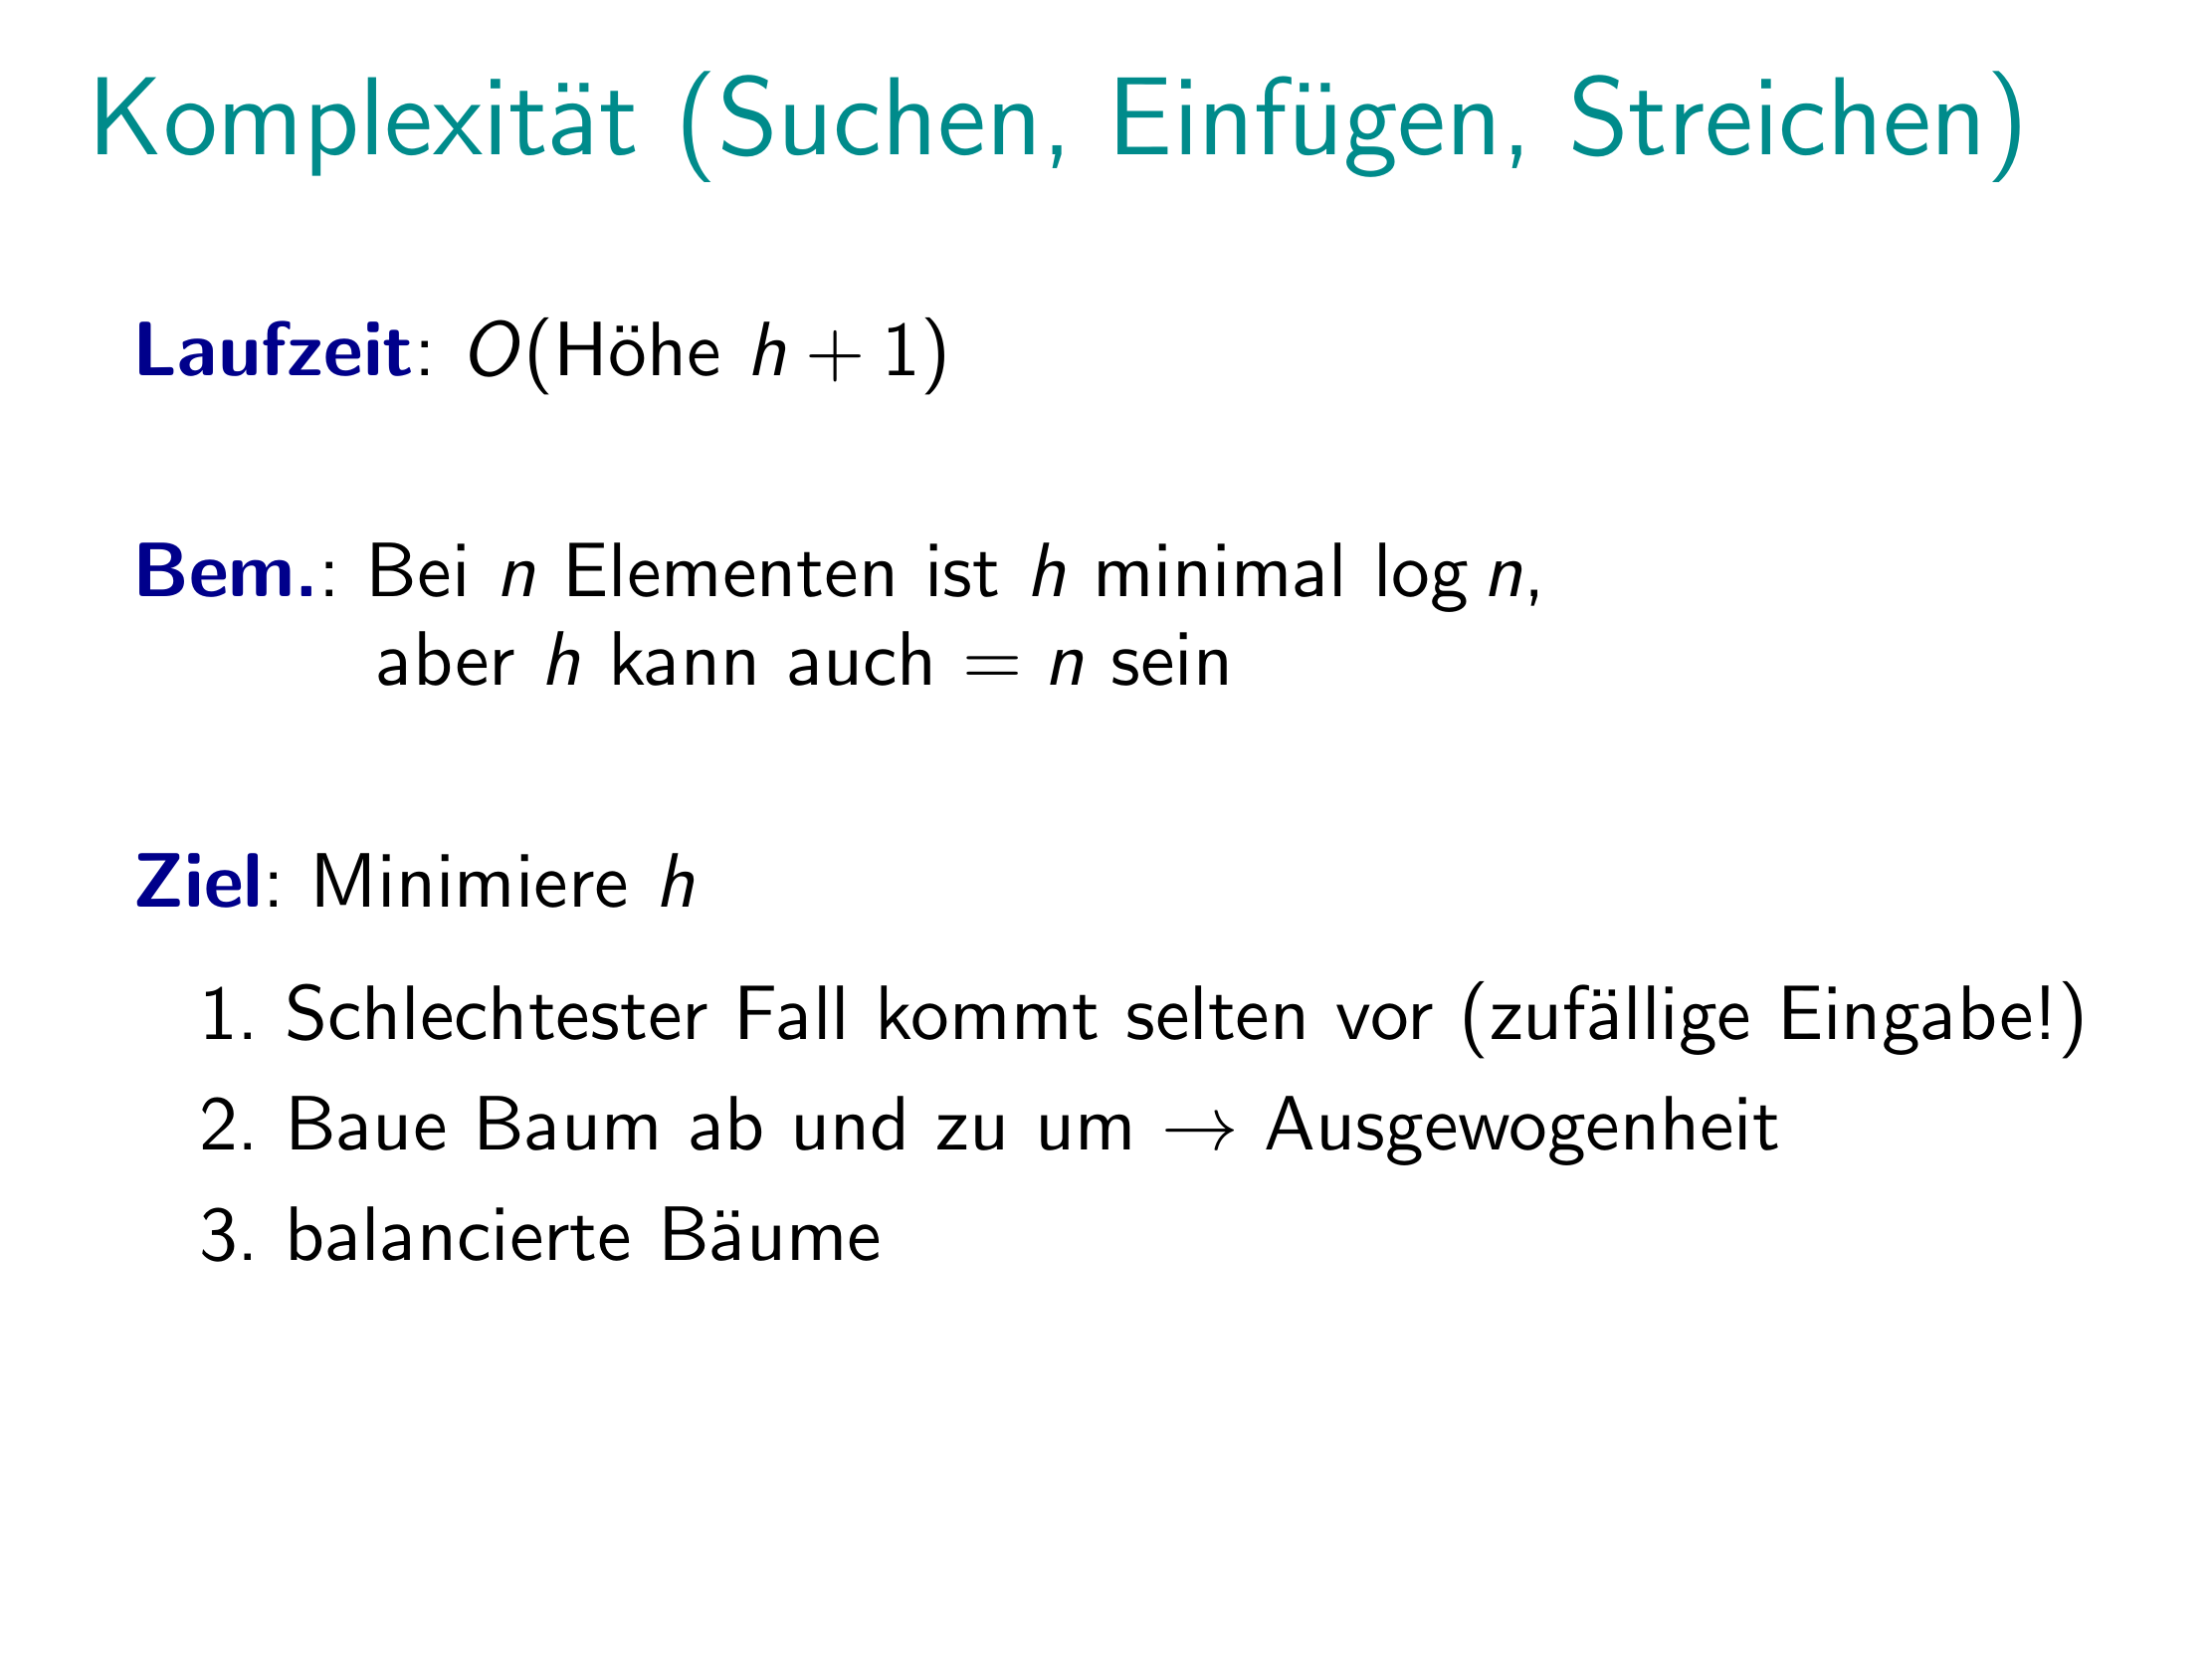 Komplexität (Suchen, Einfügen, Streichen)
Laufzeit: O(Höhe h + 1)
Bem.: Bei n Elementen ist h minimal log n,
aber h kann auch = n sein
Ziel: Minimiere h
1. Schlechtester Fall kommt selten vor (zufällige Eingabe!)
2. Baue Baum ab und zu um → Ausgewogenheit
3. balancierte Bäume